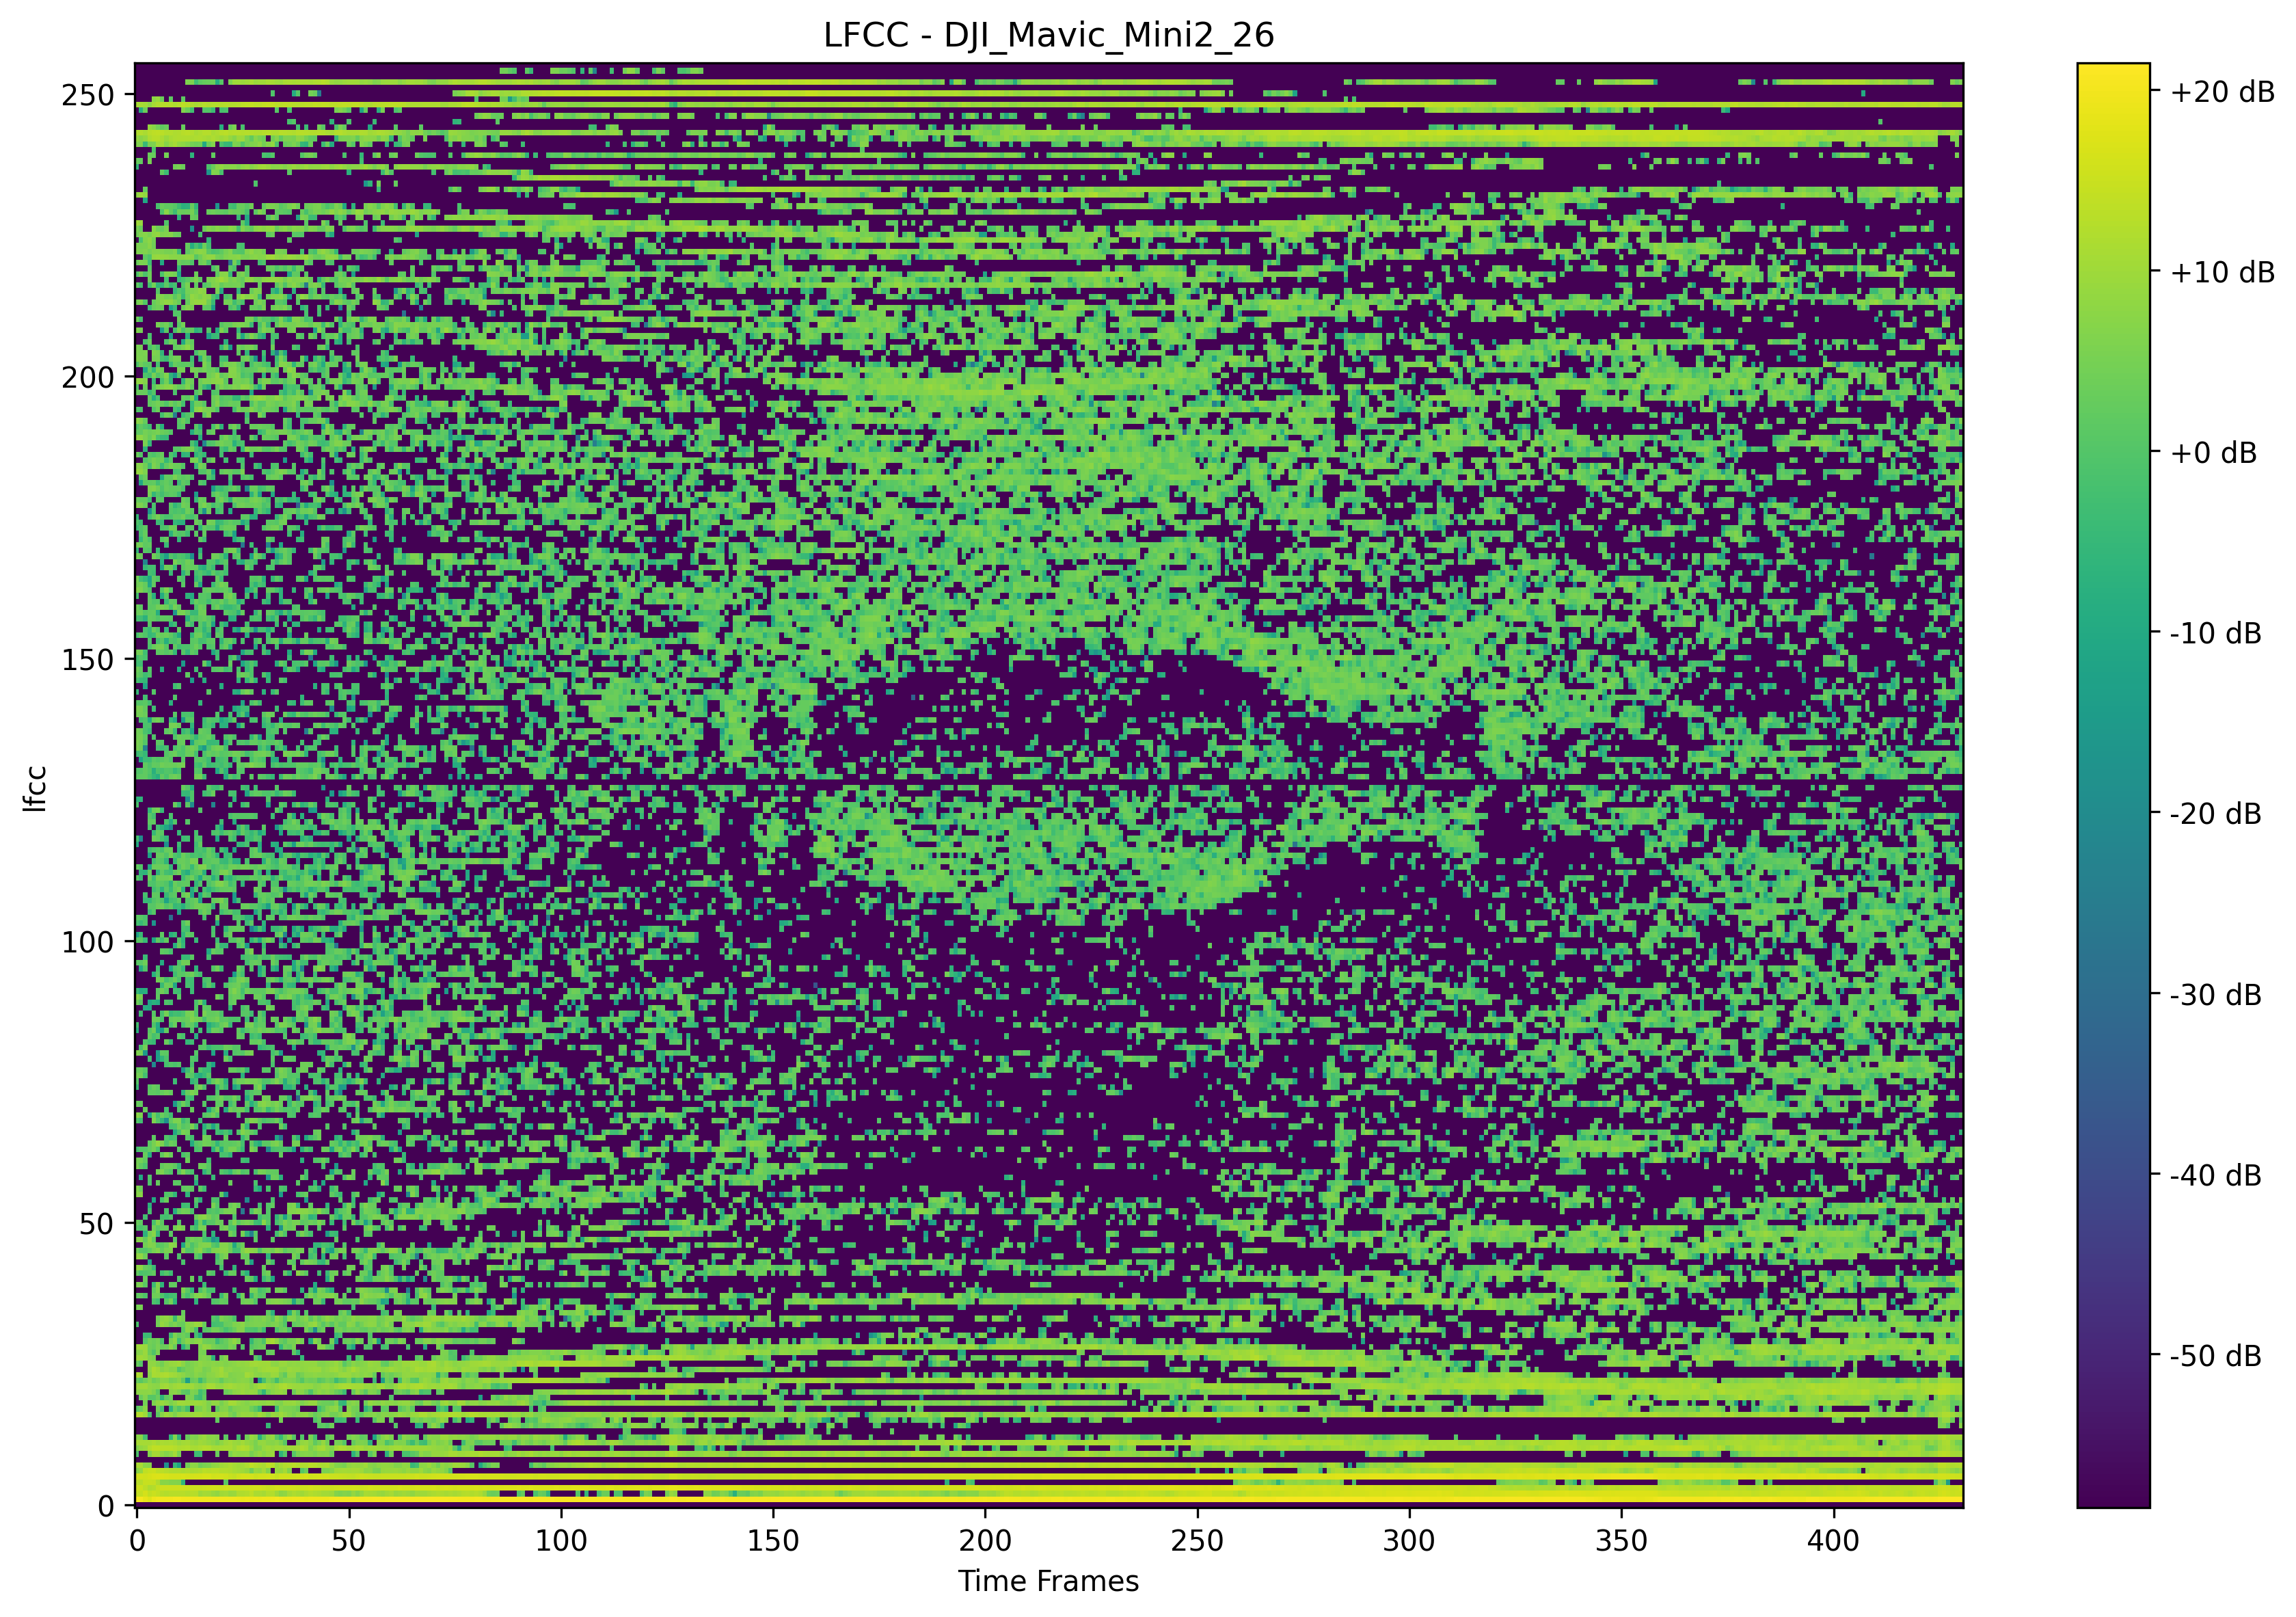 LFCC - DJI_Mavic_Mini2_26
250
200
150
100
50
0
lfcc
0 50 100 150 200 250 300 350 400
Time Frames
+20 dB
+10 dB
+0 dB
-10 dB
-20 dB
-30 dB
-40 dB
-50 dB